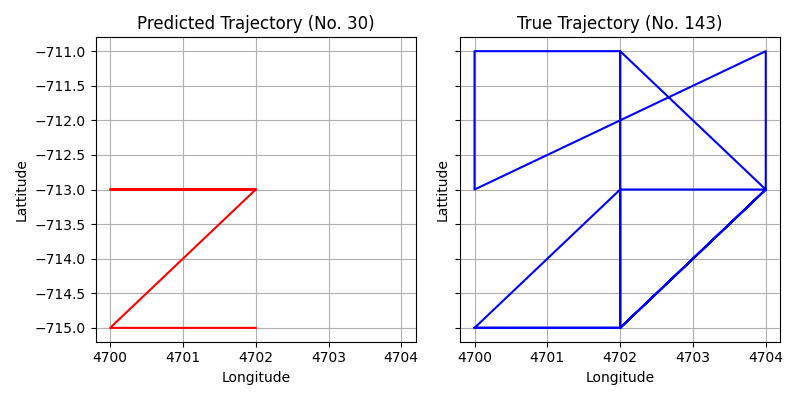 Predicted Trajectory (No. 30)
True Trajectory (No. 143)
Lattitude
−711.0
−711.5
−712.0
−712.5
−713.0
−713.5
−714.0
−714.5
−715.0
4700 4701 4702 4703 4704
Longitude
Lattitude
4700 4701 4702 4703 4704
Longitude